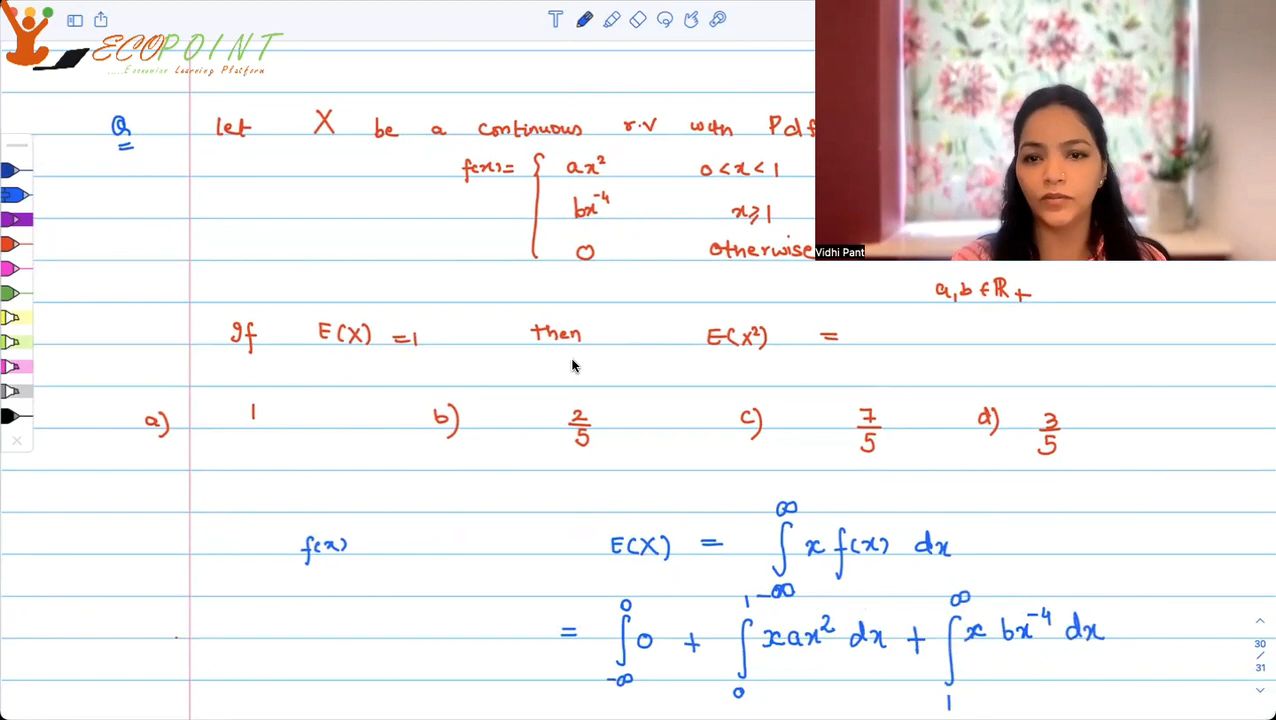 ECOPOINT
.....Economics Learning Platform
Q Let X be a continuous r.v with Pdf
f(x)= { ax² 0<x<1
bx⁻⁴ x⩾1
0 otherwise
Vidhi Pant
a,b ∈ ℝ+
If E(X) =1 then E(X²) =
a) 1 b) 2/5 c) 7/5 d) 3/5
f(x) E(X) = ∫_{-∞}^{∞} x f(x) dx
= ∫_{-∞}^{0} 0 + ∫_{0}^{1} x ax² dx + ∫_{1}^{∞} x bx⁻⁴ dx
30
/
31